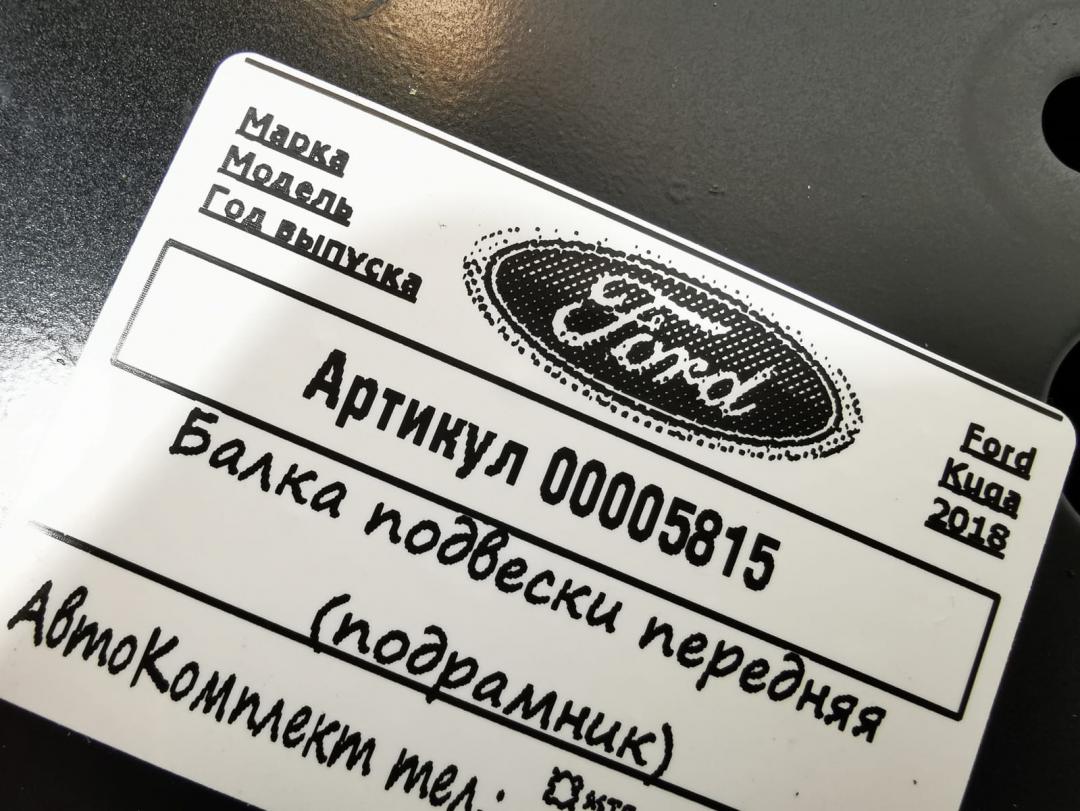 Марка
Модель
Год выпуска
Ford
Ford
Kuga
2018
Артикул 00005815
Балка подвески передняя
(подрамник)
АвтоКомплект тел.: